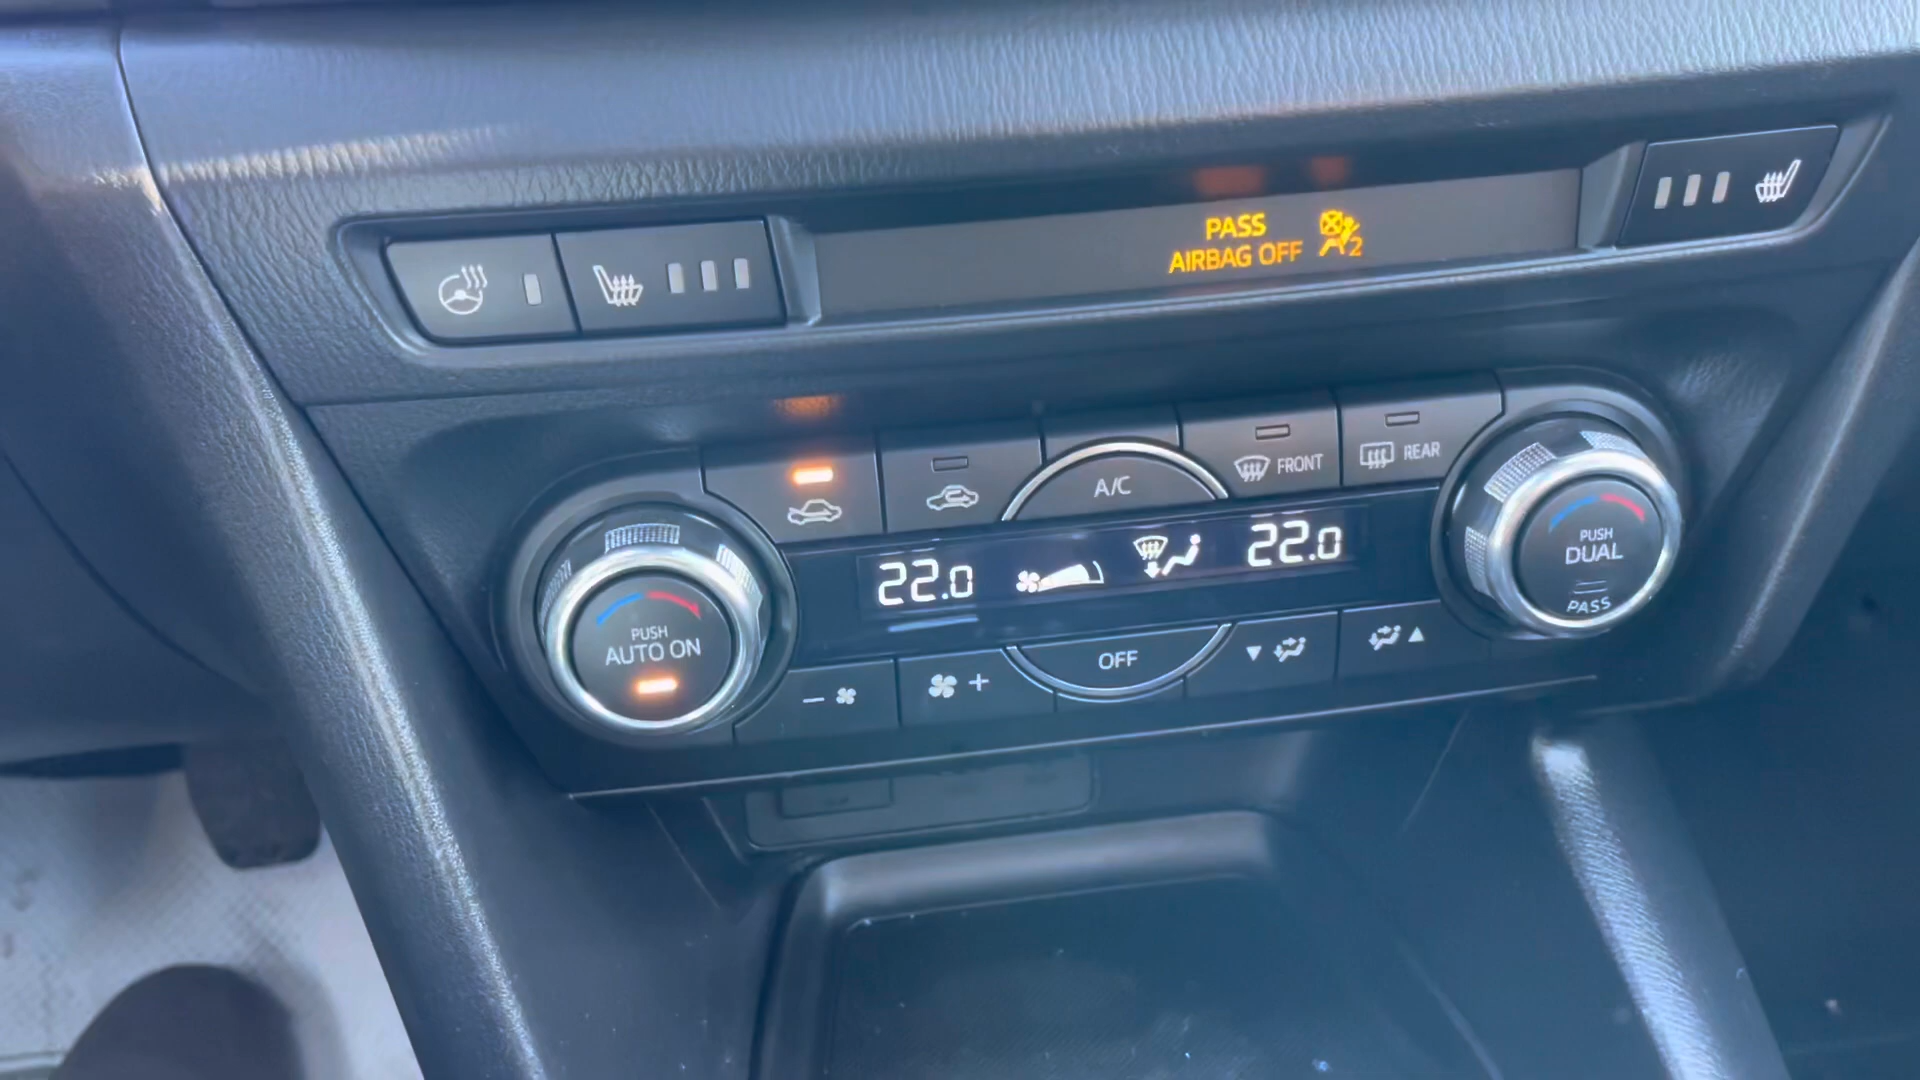 PASS
AIRBAG OFF 2
A/C
FRONT
REAR
22.0
22.0
PUSH
AUTO ON
PUSH
DUAL
PASS
- +
OFF